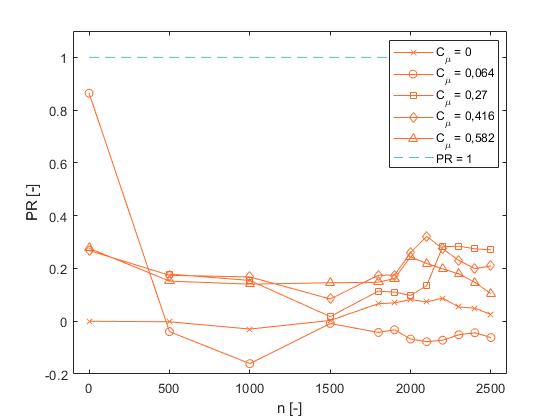 C_μ = 0
C_μ = 0,064
C_μ = 0,27
C_μ = 0,416
C_μ = 0,582
PR = 1
1
0.8
0.6
0.4
0.2
0
-0.2
PR [-]
0 500 1000 1500 2000 2500
n [-]